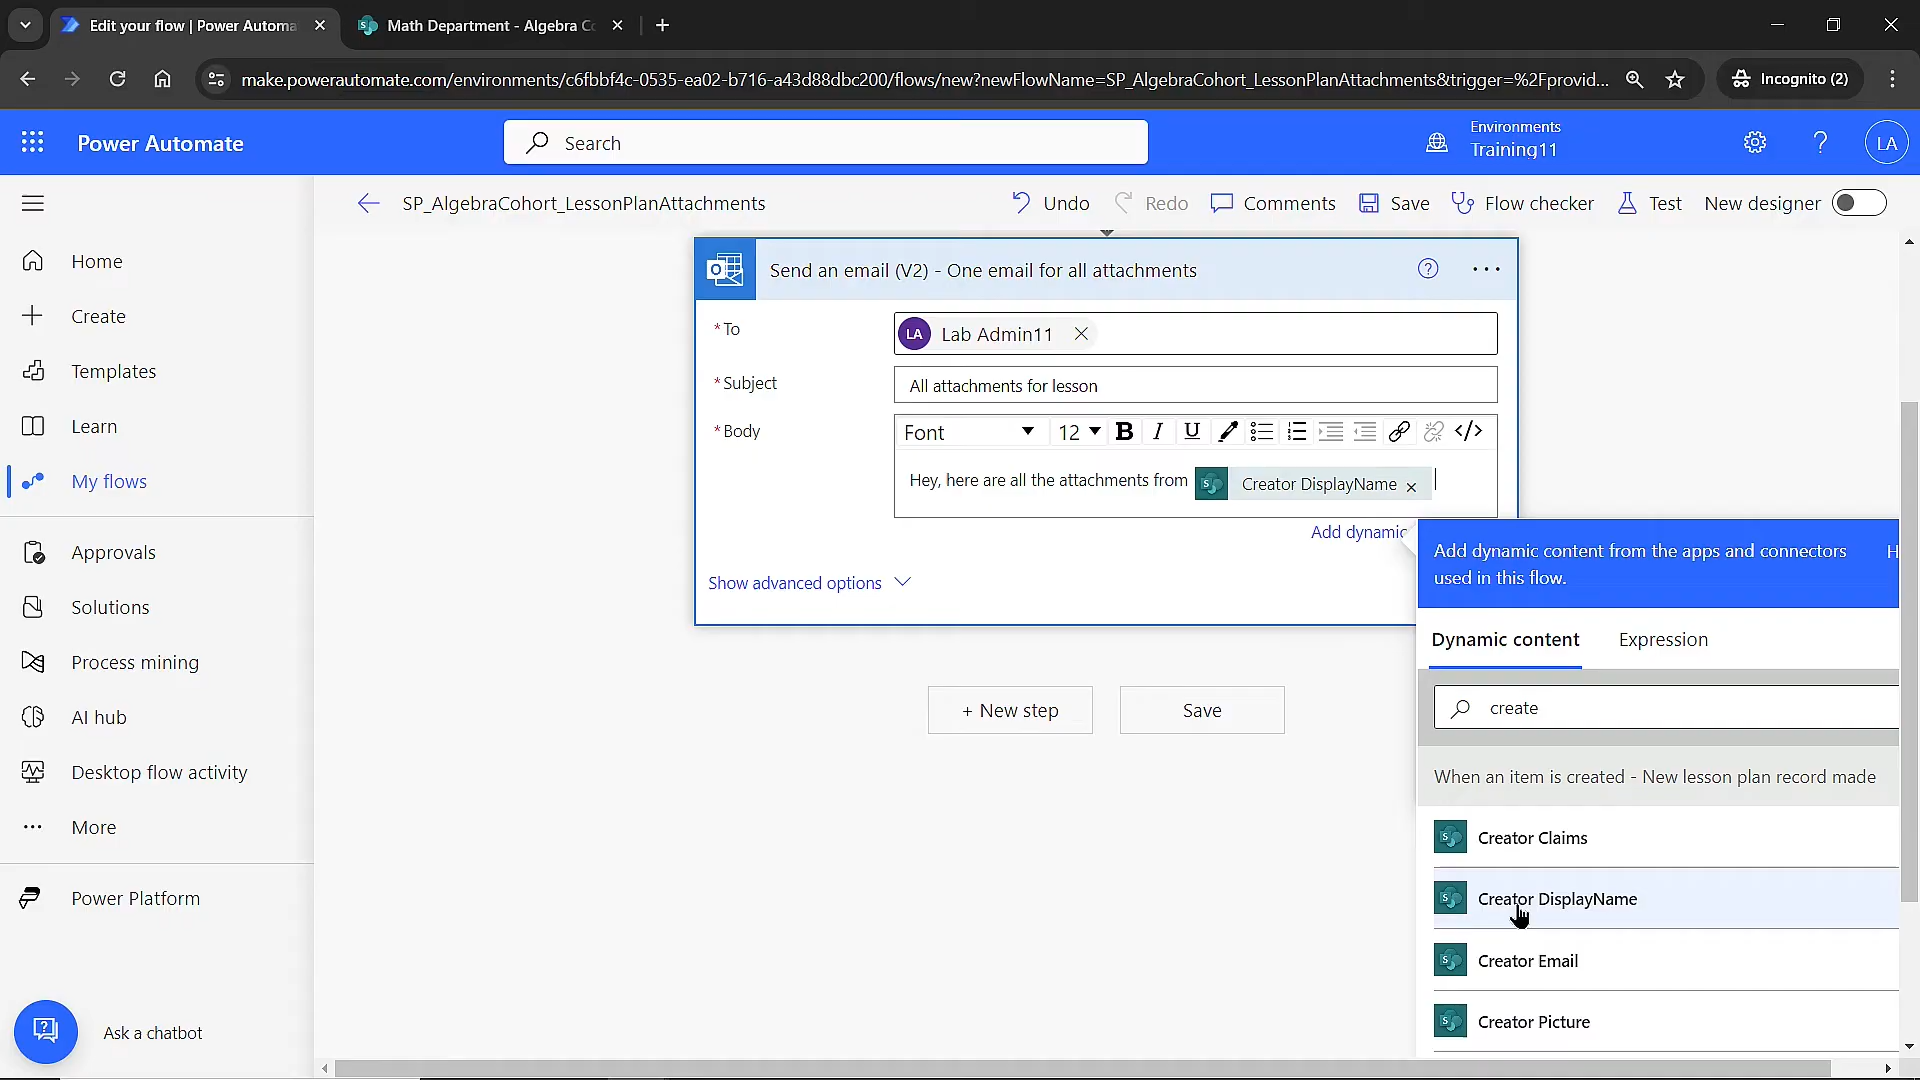 Edit your flow | Power Automa
Math Department - Algebra Co
make.powerautomate.com/environments/c6fbbf4c-0535-ea02-b716-a43d88dbc200/flows/new?newFlowName=SP_AlgebraCohort_LessonPlanAttachments&trigger=%2Fprovid...
Incognito (2)
Power Automate
Search
Environments
Training11
LA
SP_AlgebraCohort_LessonPlanAttachments
Undo
Redo
Comments
Save
Flow checker
Test
New designer
Home
Create
Templates
Learn
My flows
Approvals
Solutions
Process mining
AI hub
Desktop flow activity
More
Power Platform
Ask a chatbot
Send an email (V2) - One email for all attachments
* To
LA Lab Admin11
* Subject
All attachments for lesson
* Body
Font
12
Hey, here are all the attachments from Creator DisplayName
Add dynamic
Show advanced options
+ New step
Save
Add dynamic content from the apps and connectors
used in this flow.
H
Dynamic content
Expression
create
When an item is created - New lesson plan record made
Creator Claims
Creator DisplayName
Creator Email
Creator Picture